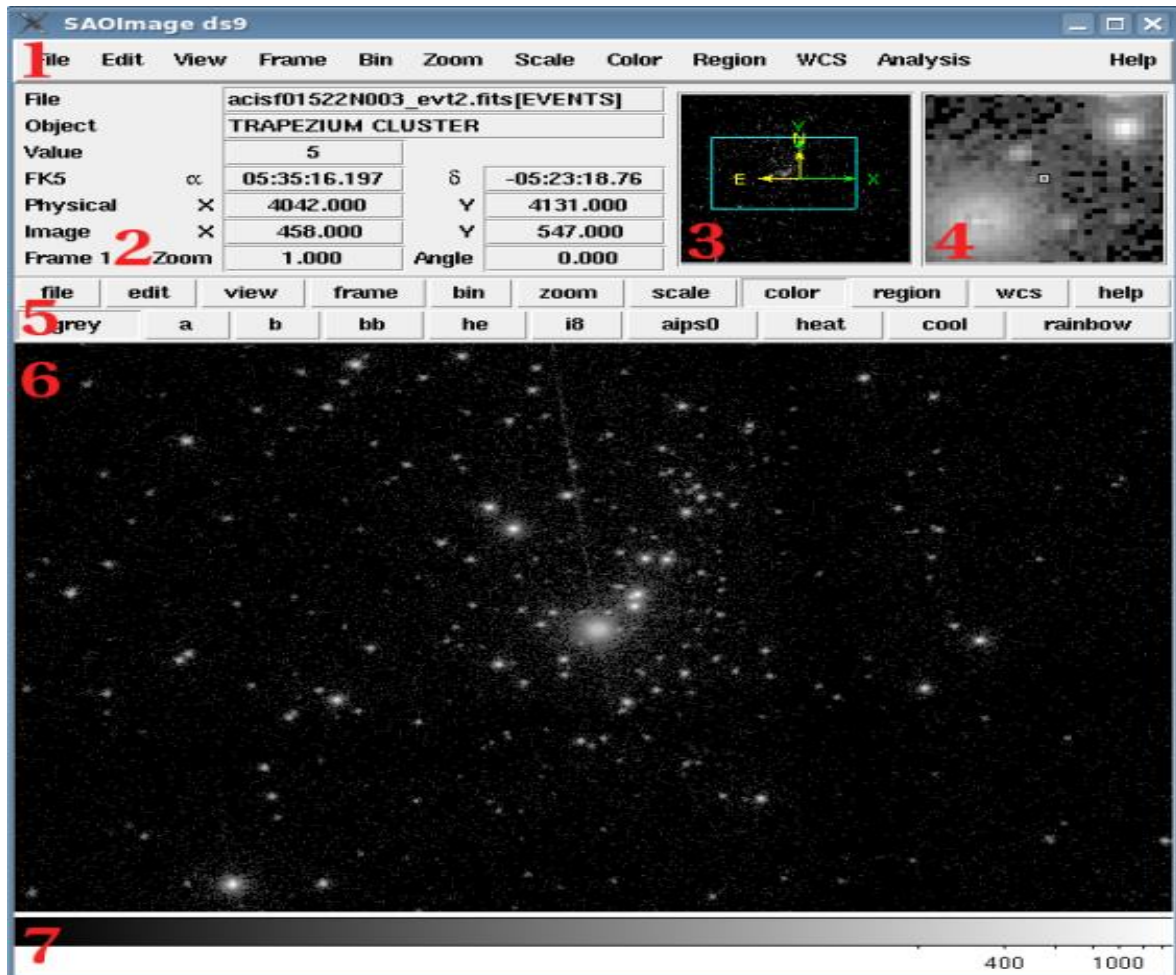 SAOImage ds9
1 File Edit View Frame Bin Zoom Scale Color Region WCS Analysis Help
File acisf01522N003_evt2.fits[EVENTS]
Object TRAPEZIUM CLUSTER
Value 5
FK5 α 05:35:16.197 δ -05:23:18.76
Physical X 4042.000 Y 4131.000
Image X 458.000 Y 547.000
Frame 1 Zoom 1.000 Angle 0.000
2
Y
N
E X
3
4
file edit view frame bin zoom scale color region wcs help
5 grey a b bb he i8 aips0 heat cool rainbow
6
7
400 1000